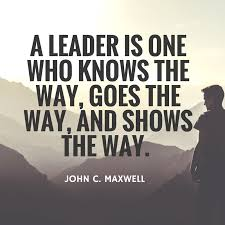 A LEADER IS ONE
WHO KNOWS THE
WAY, GOES THE
WAY, AND SHOWS
THE WAY.
JOHN C. MAXWELL